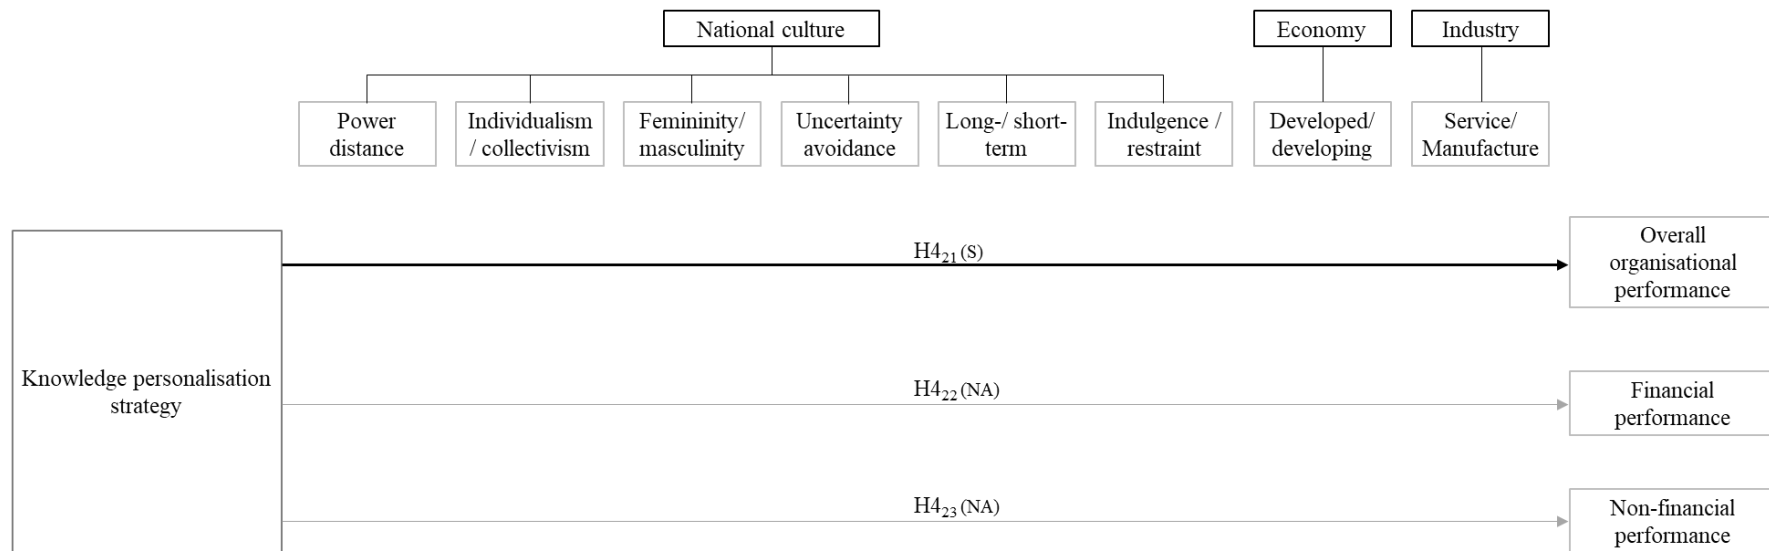 National culture
Economy
Industry
Power
distance
Individualism
/ collectivism
Femininity/
masculinity
Uncertainty
avoidance
Long-/ short-
term
Indulgence /
restraint
Developed/
developing
Service/
Manufacture
Knowledge personalisation
strategy
H4₂₁ (S)
Overall
organisational
performance
H4₂₂ (NA)
Financial
performance
H4₂₃ (NA)
Non-financial
performance